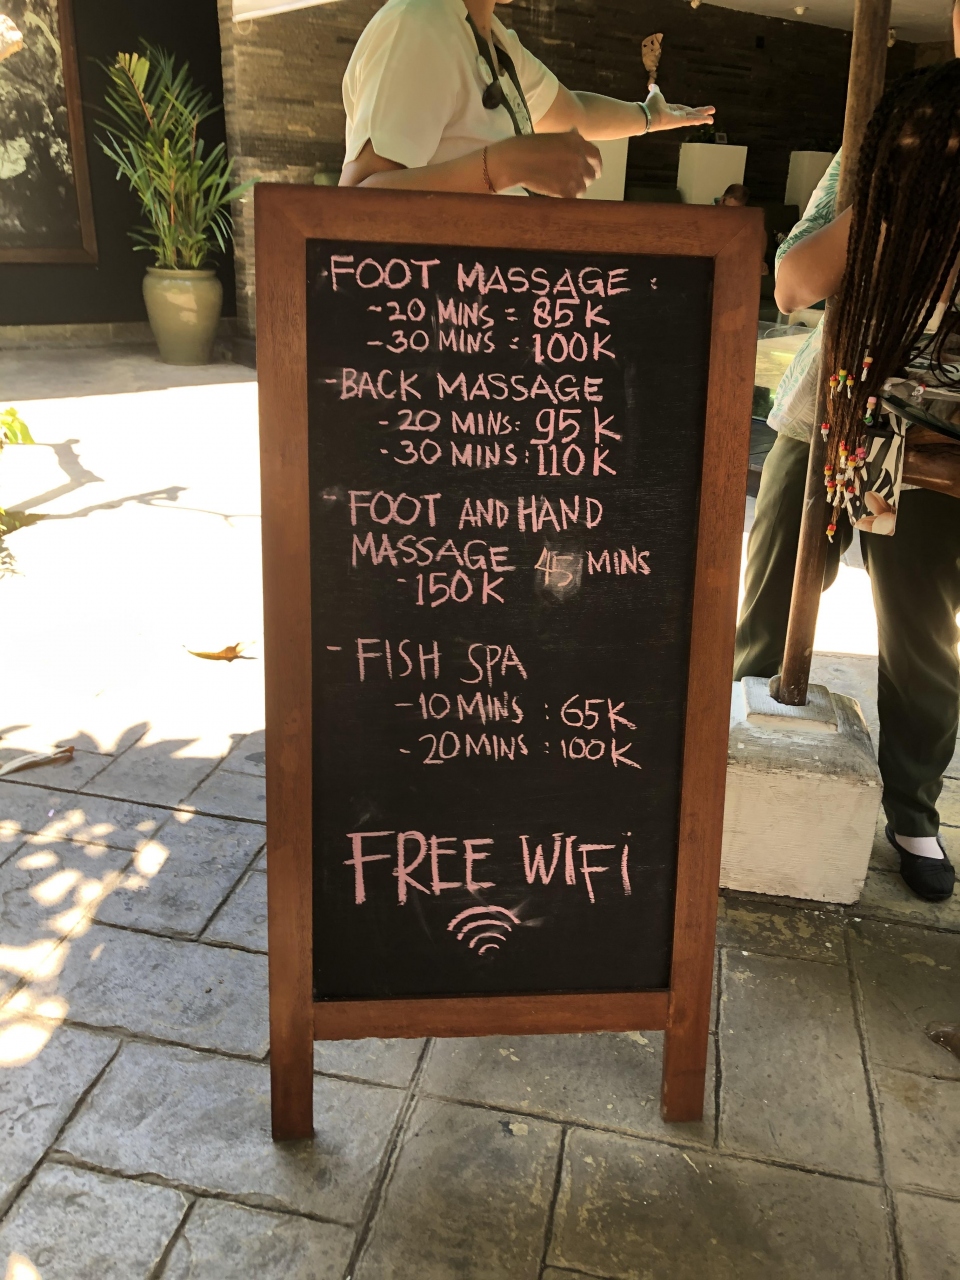 -FOOT MASSAGE :
-20 MINS = 85K
-30 MINS : 100K
-BACK MASSAGE
-20 MINS: 95K
-30 MINS: 110K
- FOOT AND HAND
MASSAGE 45 MINS
-150K
- FISH SPA
-10 MINS : 65K
-20 MINS : 100K
FREE WIFI